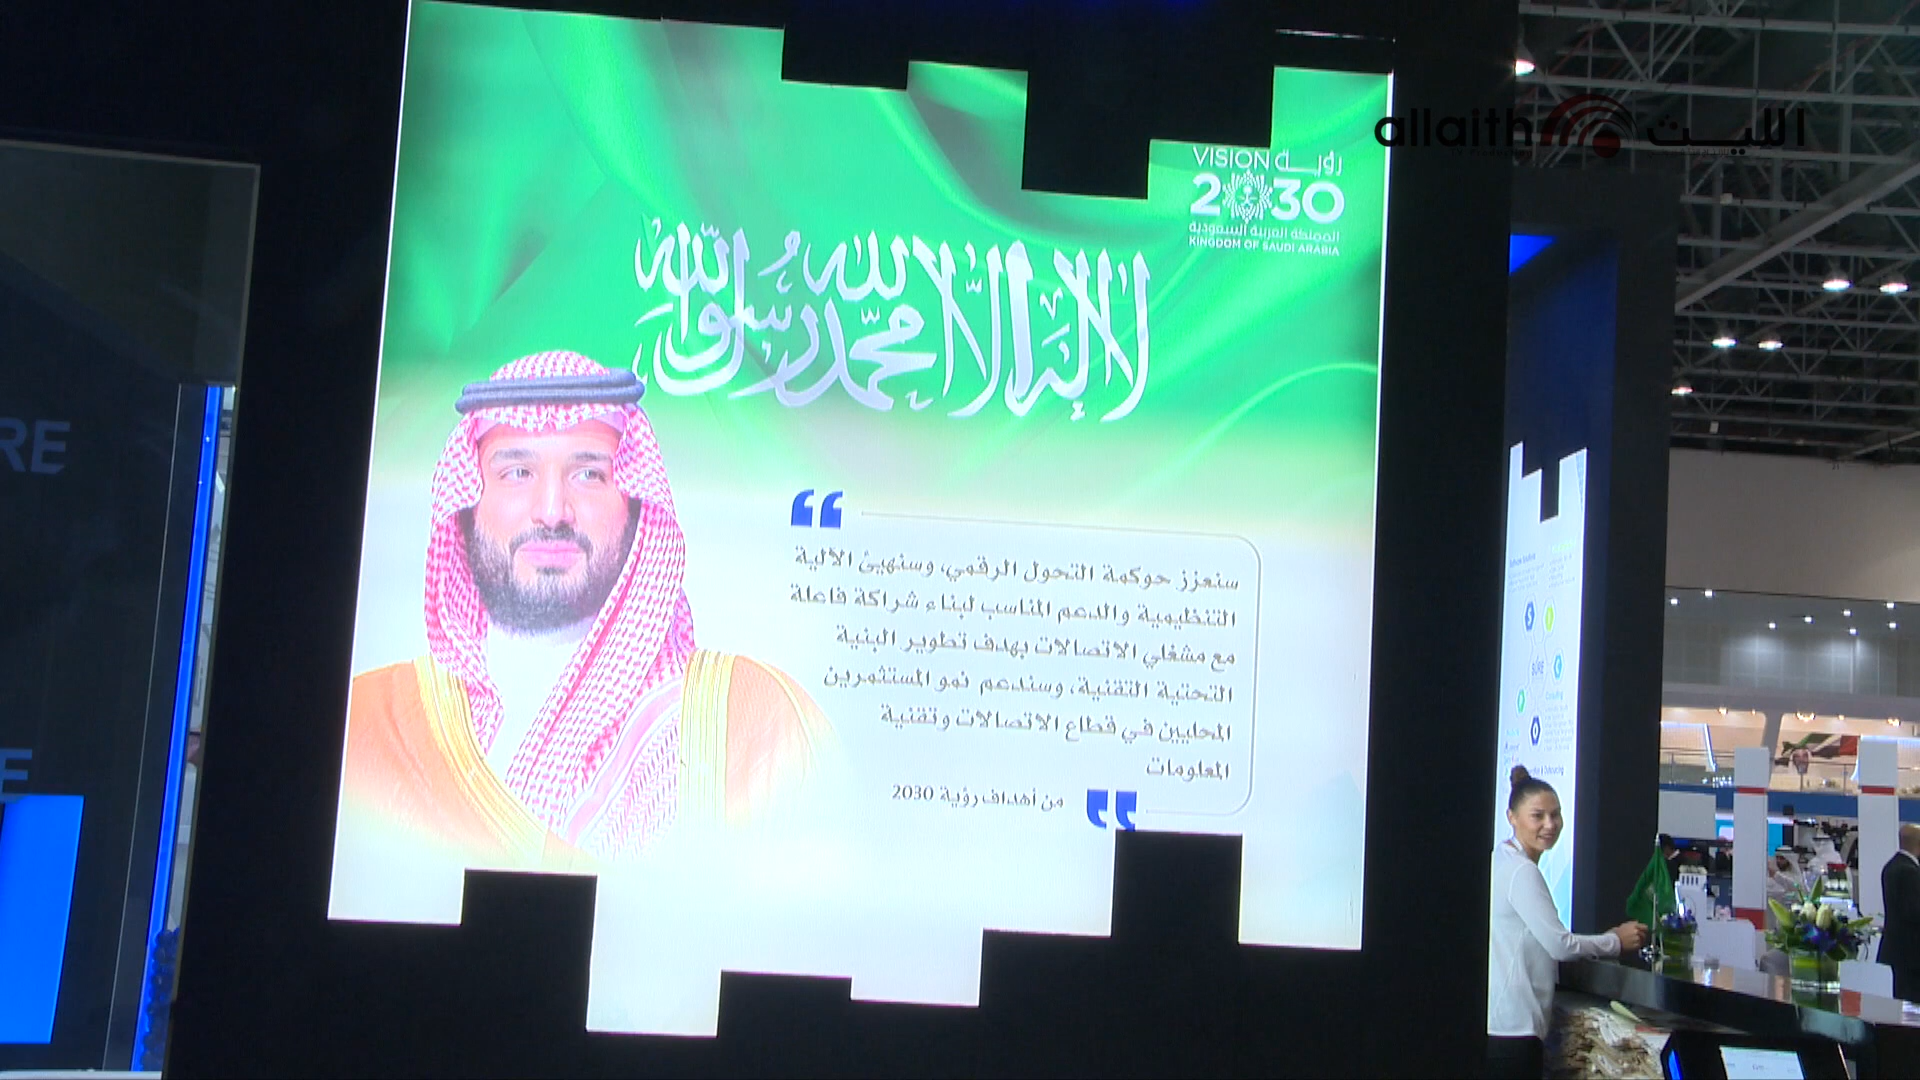 allaith الليث
VISION رؤية
2030
المملكة العربية السعودية
KINGDOM OF SAUDI ARABIA
لا إله إلا الله محمد رسول الله
سنعزز حوكمة التحول الرقمي، وسنهيئ الآلية
التنظيمية والدعم المناسب لبناء شراكة فاعلة
مع مشغلي الاتصالات بهدف تطوير البنية
التحتية التقنية، وسندعم نمو المستثمرين
المحليين في قطاع الاتصالات وتقنية
المعلومات
من أهداف رؤية 2030
RE
E
SURE